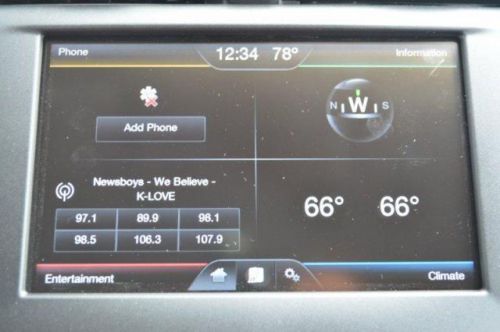 Phone 12:34 78° Information
N W S
Add Phone
Newsboys - We Believe -
K-LOVE
97.1 89.9 98.1
98.5 106.3 107.9
66° 66°
Entertainment Climate